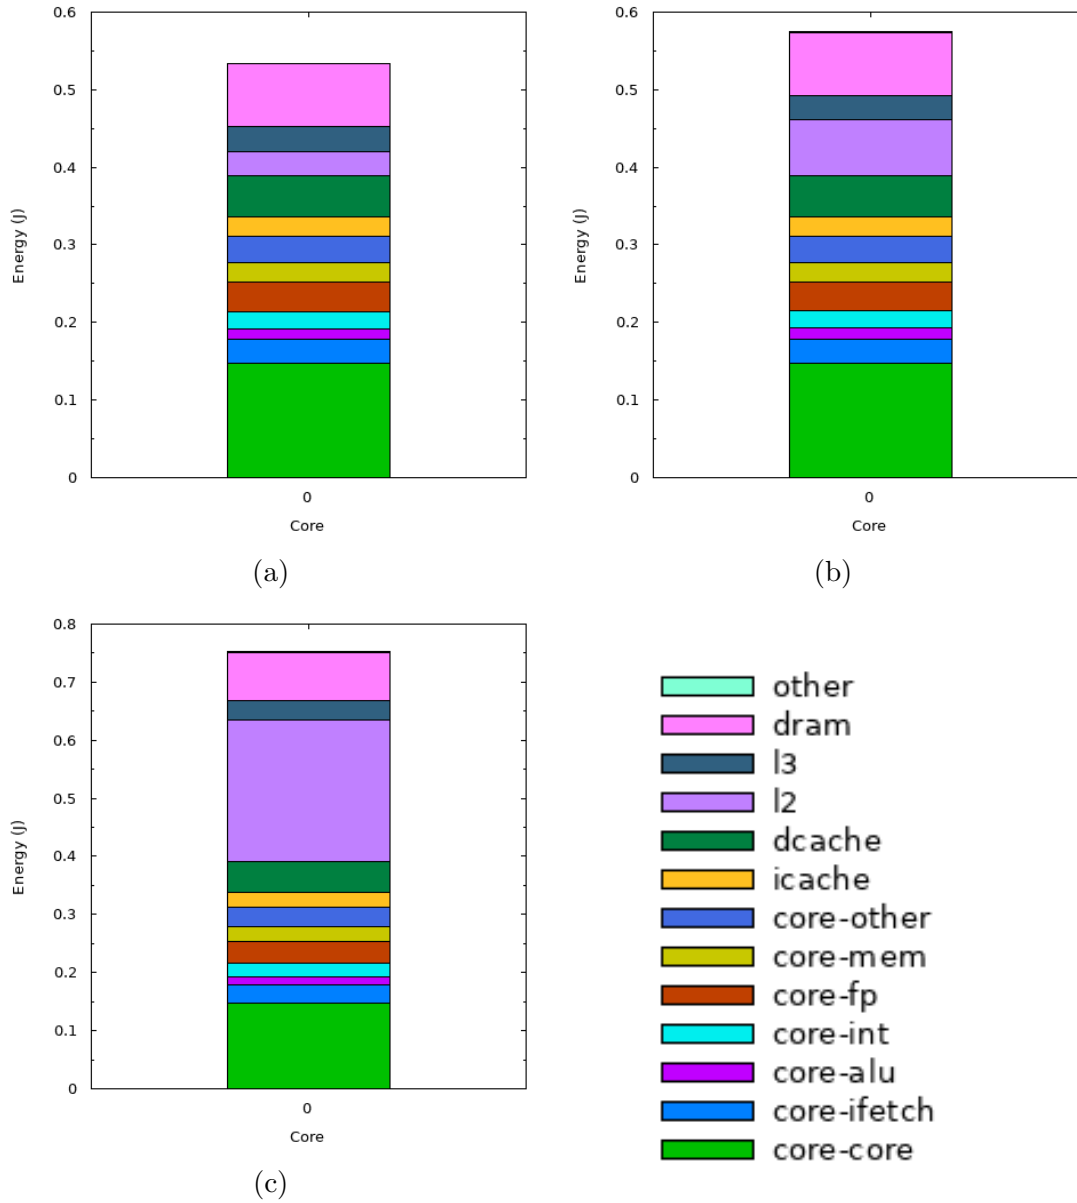 0.6
0.5
0.4
0.3
0.2
0.1
0
Energy (J)
0
Core
(a)
0.6
0.5
0.4
0.3
0.2
0.1
0
Energy (J)
0
Core
(b)
0.8
0.7
0.6
0.5
0.4
0.3
0.2
0.1
0
Energy (J)
0
Core
(c)
other
dram
l3
l2
dcache
icache
core-other
core-mem
core-fp
core-int
core-alu
core-ifetch
core-core